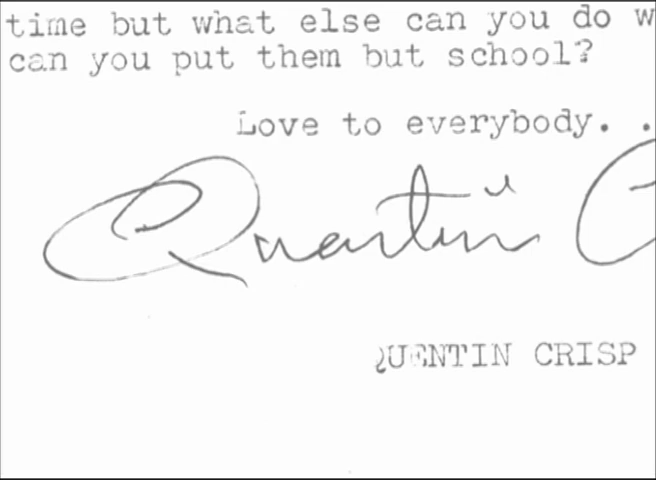 time but what else can you do w
can you put them but school?
Love to everybody. .
Quentin C
QUENTIN CRISP